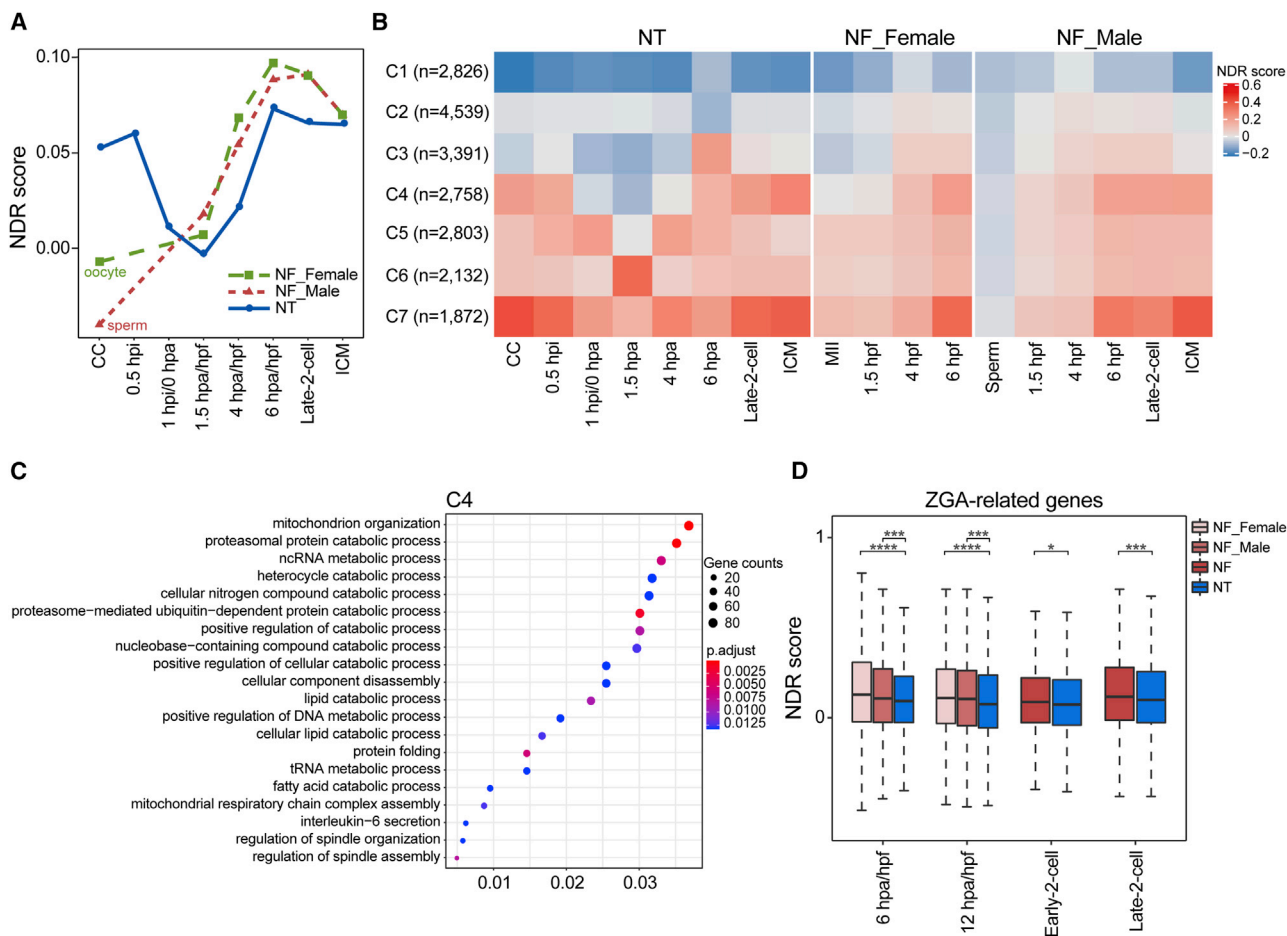 A
0.10
0.05
0.00
NDR score
oocyte
sperm
NF_Female
NF_Male
NT
CC
0.5 hpi
1 hpi/0 hpa
1.5 hpa/hpf
4 hpa/hpf
6 hpa/hpf
Late-2-cell
ICM
B
NT
NF_Female
NF_Male
C1 (n=2,826)
C2 (n=4,539)
C3 (n=3,391)
C4 (n=2,758)
C5 (n=2,803)
C6 (n=2,132)
C7 (n=1,872)
CC
0.5 hpi
1 hpi/0 hpa
1.5 hpa
4 hpa
6 hpa
Late-2-cell
ICM
MII
1.5 hpf
4 hpf
6 hpf
Sperm
1.5 hpf
4 hpf
6 hpf
Late-2-cell
ICM
NDR score
0.6
0.4
0.2
0
−0.2
C
C4
mitochondrion organization
proteasomal protein catabolic process
ncRNA metabolic process
heterocycle catabolic process
cellular nitrogen compound catabolic process
proteasome−mediated ubiquitin−dependent protein catabolic process
positive regulation of catabolic process
nucleobase−containing compound catabolic process
positive regulation of cellular catabolic process
cellular component disassembly
lipid catabolic process
positive regulation of DNA metabolic process
cellular lipid catabolic process
protein folding
tRNA metabolic process
fatty acid catabolic process
mitochondrial respiratory chain complex assembly
interleukin−6 secretion
regulation of spindle organization
regulation of spindle assembly
0.01
0.02
0.03
Gene counts
20
40
60
80
p.adjust
0.0025
0.0050
0.0075
0.0100
0.0125
D
ZGA-related genes
NDR score
1
0
***
****
***
****
*
***
6 hpa/hpf
12 hpa/hpf
Early-2-cell
Late-2-cell
NF_Female
NF_Male
NF
NT